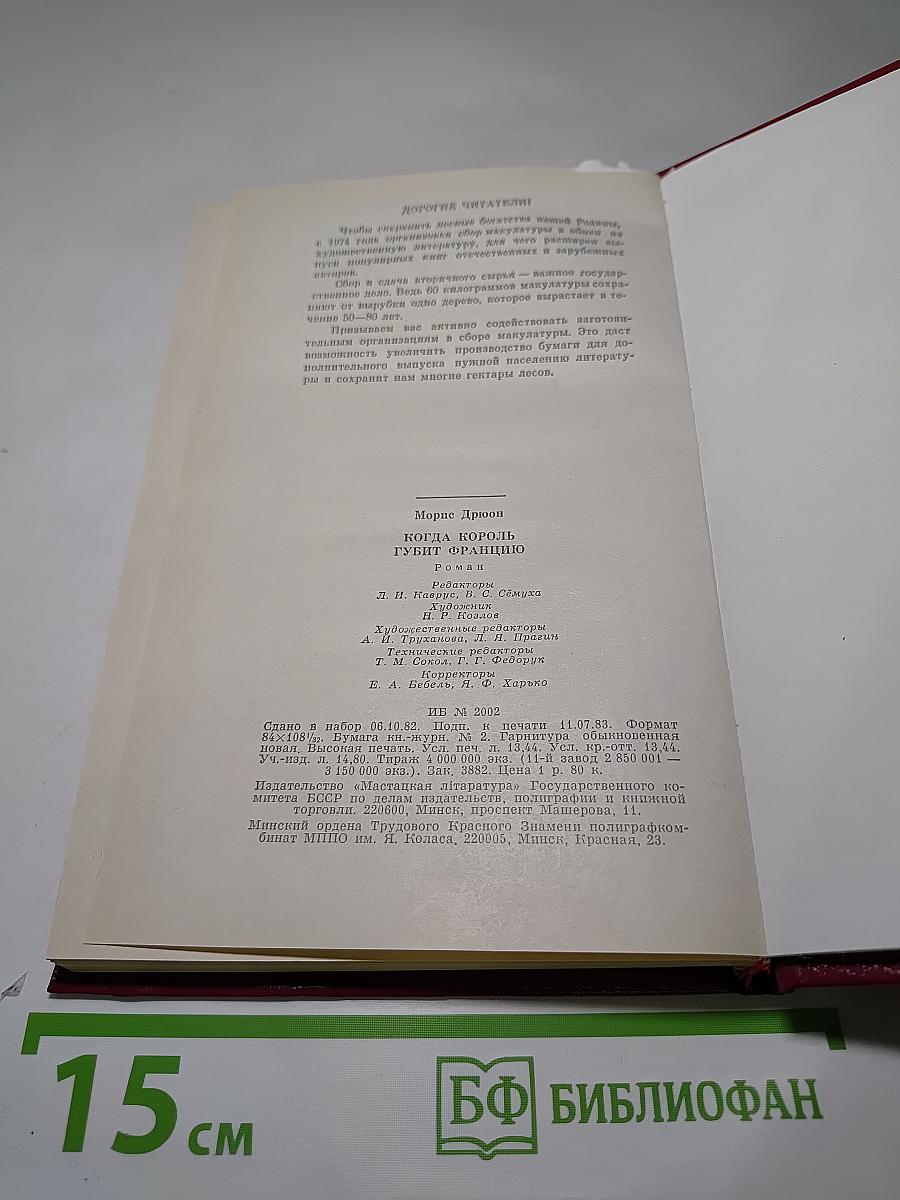 ДОРОГИЕ ЧИТАТЕЛИ!
Чтобы сохранить лесные богатства нашей Родины,
с 1974 года организован сбор макулатуры в обмен на
художественную литературу, для чего расширен вы-
пуск популярных книг отечественных и зарубежных
авторов.
Сбор и сдача вторичного сырья — важное государ-
ственное дело. Ведь 60 килограммов макулатуры сохра-
няют от вырубки одно дерево, которое вырастает в те-
чение 50—80 лет.
Призываем вас активно содействовать заготови-
тельным организациям в сборе макулатуры. Это даст
возможность увеличить производство бумаги для до-
полнительного выпуска нужной населению литерату-
ры и сохранит нам многие гектары лесов.
Морис Дрюон
КОГДА КОРОЛЬ
ГУБИТ ФРАНЦИЮ
Роман
Редакторы
Л. И. Каврус, В. С. Сёмуха
Художник
Н. Р. Козлов
Художественные редакторы
А. И. Труханова, Л. Я. Прагин
Технические редакторы
Т. М. Сокол, Г. Г. Федорук
Корректоры
Е. А. Бебель, Я. Ф. Харько
ИБ № 2002
Сдано в набор 06.10.82. Подп. к печати 11.07.83. Формат
84×108¹/₃₂. Бумага кн.-журн. № 2. Гарнитура обыкновенная
новая. Высокая печать. Усл. печ. л. 13,44. Усл. кр.-отт. 13,44.
Уч.-изд. л. 14,80. Тираж 4 000 000 экз. (11-й завод 2 850 001 —
3 150 000 экз.). Зак. 3882. Цена 1 р. 80 к.
Издательство «Мастацкая літаратура» Государственного ко-
митета БССР по делам издательств, полиграфии и книжной
торговли. 220600, Минск, проспект Машерова, 11.
Минский ордена Трудового Красного Знамени полиграфком-
бинат МППО им. Я. Коласа. 220005, Минск, Красная, 23.
15 см
БФ БИБЛИОФАН